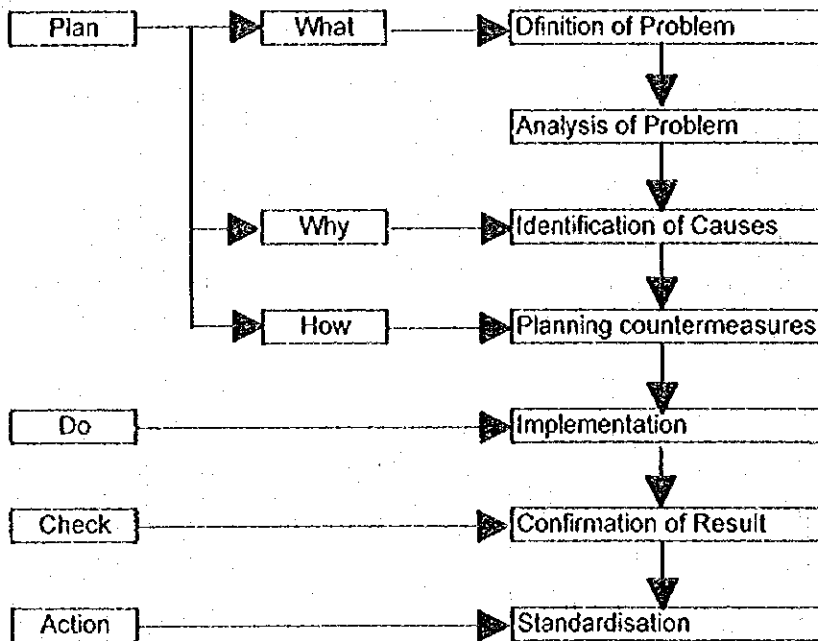 Plan
What
Dfinition of Problem
Analysis of Problem
Why
Identification of Causes
How
Planning countermeasures
Do
Implementation
Check
Confirmation of Result
Action
Standardisation